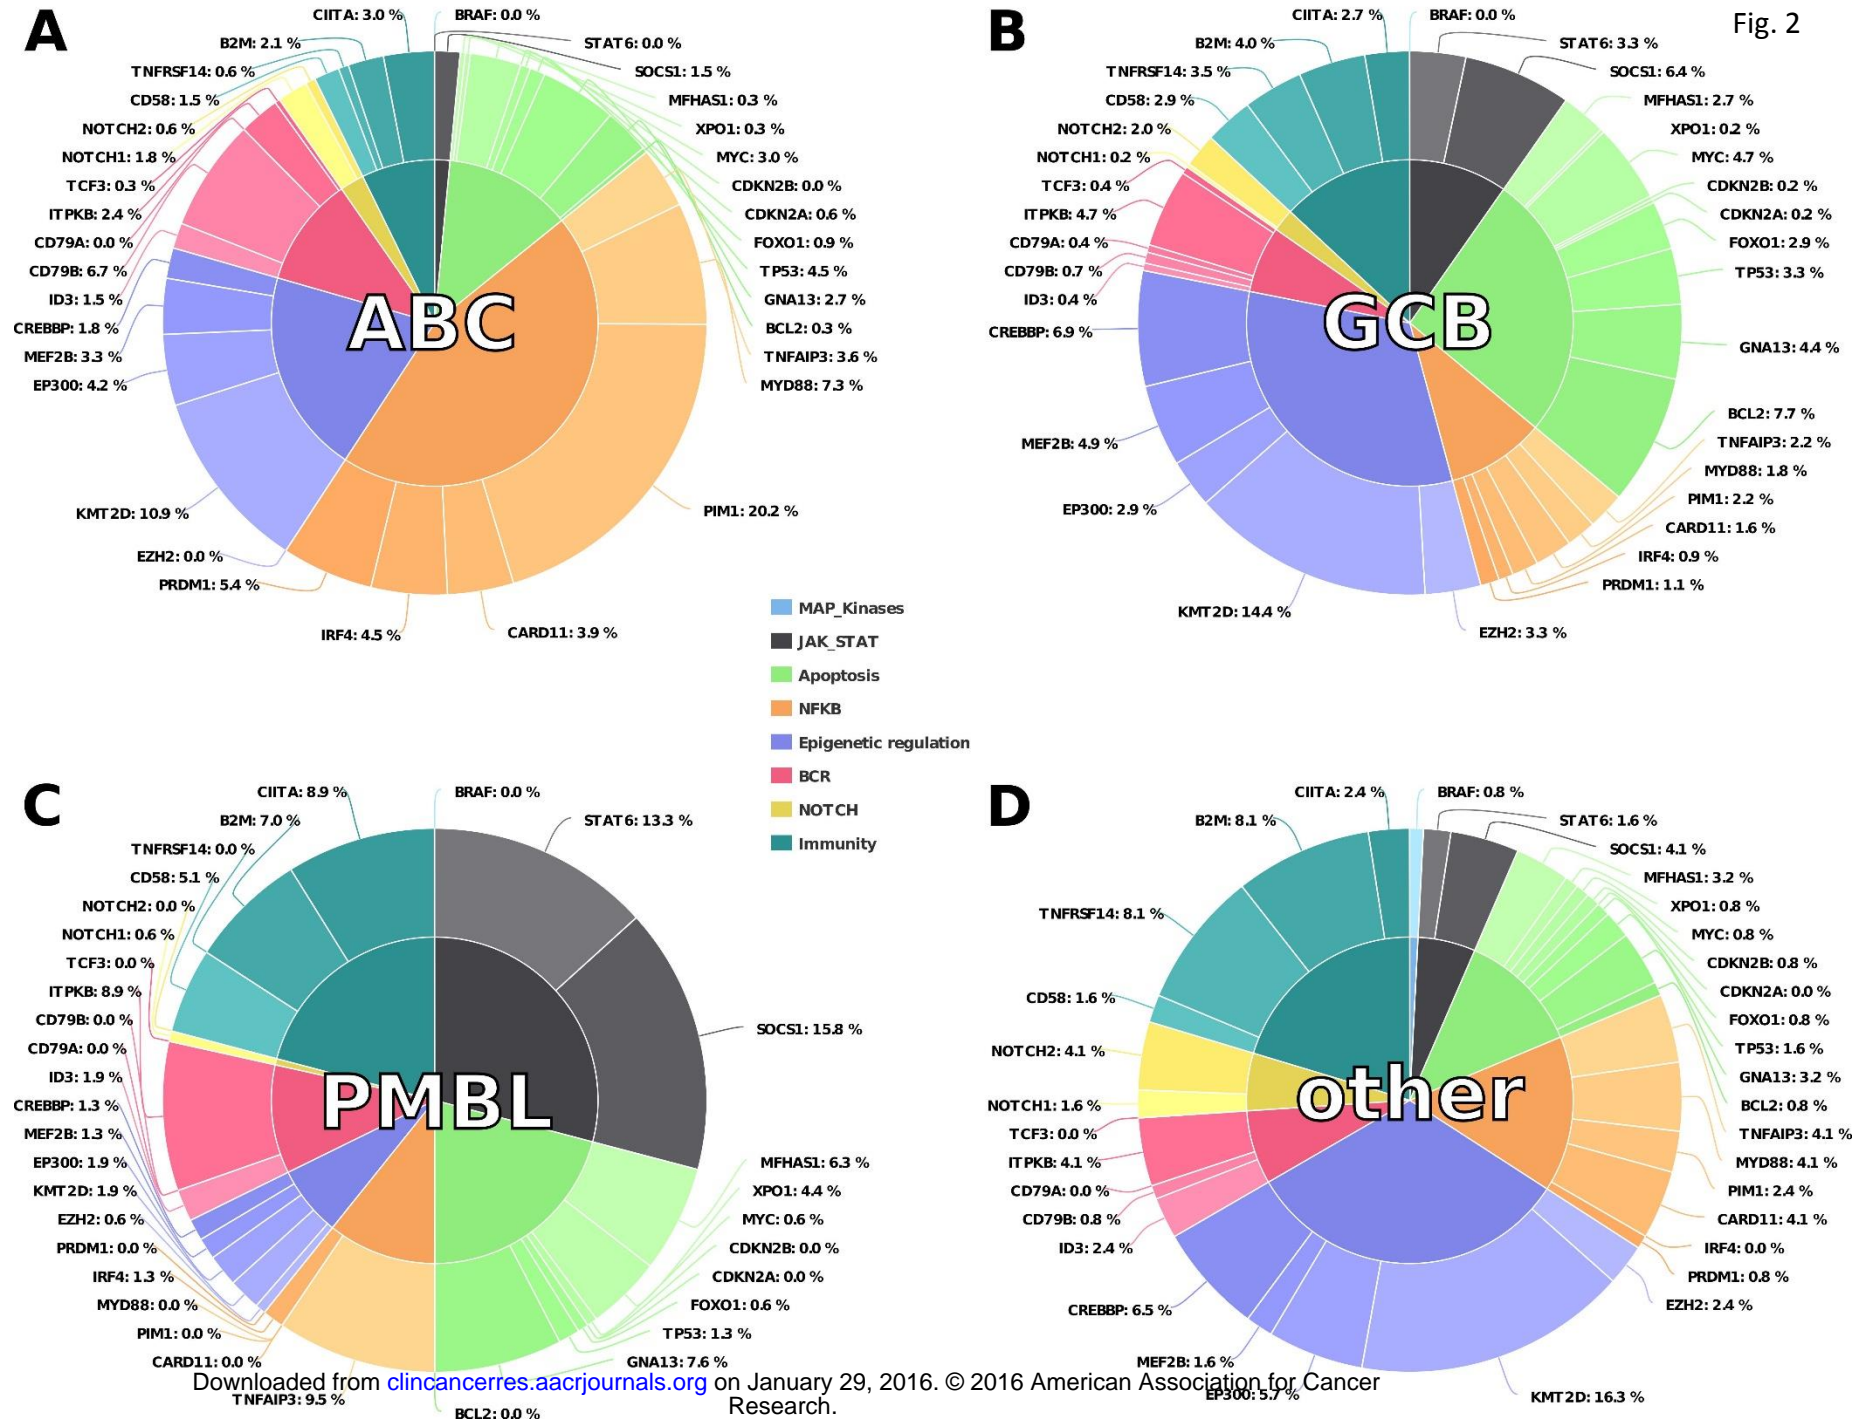 Fig. 2
A
CIITA: 3.0 %
BRAF: 0.0 %
B2M: 2.1 %
STAT6: 0.0 %
TNFRSF14: 0.6 %
SOCS1: 1.5 %
CD58: 1.5 %
MFHAS1: 0.3 %
NOTCH2: 0.6 %
XPO1: 0.3 %
NOTCH1: 1.8 %
MYC: 3.0 %
TCF3: 0.3 %
CDKN2B: 0.0 %
ITPKB: 2.4 %
CDKN2A: 0.6 %
CD79A: 0.0 %
FOXO1: 0.9 %
CD79B: 6.7 %
TP53: 4.5 %
ID3: 1.5 %
GNA13: 2.7 %
CREBBP: 1.8 %
BCL2: 0.3 %
MEF2B: 3.3 %
TNFAIP3: 3.6 %
EP300: 4.2 %
MYD88: 7.3 %
ABC
KMT2D: 10.9 %
PIM1: 20.2 %
EZH2: 0.0 %
PRDM1: 5.4 %
IRF4: 4.5 %
CARD11: 3.9 %
B
CIITA: 2.7 %
BRAF: 0.0 %
B2M: 4.0 %
STAT6: 3.3 %
TNFRSF14: 3.5 %
SOCS1: 6.4 %
CD58: 2.9 %
MFHAS1: 2.7 %
NOTCH2: 2.0 %
XPO1: 0.2 %
NOTCH1: 0.2 %
MYC: 4.7 %
TCF3: 0.4 %
CDKN2B: 0.2 %
ITPKB: 4.7 %
CDKN2A: 0.2 %
CD79A: 0.4 %
FOXO1: 2.9 %
CD79B: 0.7 %
TP53: 3.3 %
ID3: 0.4 %
CREBBP: 6.9 %
GNA13: 4.4 %
GCB
BCL2: 7.7 %
MEF2B: 4.9 %
TNFAIP3: 2.2 %
MYD88: 1.8 %
EP300: 2.9 %
PIM1: 2.2 %
CARD11: 1.6 %
IRF4: 0.9 %
PRDM1: 1.1 %
KMT2D: 14.4 %
EZH2: 3.3 %
MAP_Kinases
JAK_STAT
Apoptosis
NFKB
Epigenetic regulation
BCR
NOTCH
Immunity
C
CIITA: 8.9 %
BRAF: 0.0 %
B2M: 7.0 %
STAT6: 13.3 %
TNFRSF14: 0.0 %
CD58: 5.1 %
NOTCH2: 0.0 %
NOTCH1: 0.6 %
TCF3: 0.0 %
ITPKB: 8.9 %
CD79B: 0.0 %
SOCS1: 15.8 %
CD79A: 0.0 %
ID3: 1.9 %
CREBBP: 1.3 %
PMBL
MEF2B: 1.3 %
EP300: 1.9 %
MFHAS1: 6.3 %
KMT2D: 1.9 %
XPO1: 4.4 %
EZH2: 0.6 %
MYC: 0.6 %
PRDM1: 0.0 %
CDKN2B: 0.0 %
IRF4: 1.3 %
CDKN2A: 0.0 %
MYD88: 0.0 %
FOXO1: 0.6 %
PIM1: 0.0 %
TP53: 1.3 %
CARD11: 0.0 %
GNA13: 7.6 %
TNFAIP3: 9.5 %
BCL2: 0.0 %
D
CIITA: 2.4 %
BRAF: 0.8 %
B2M: 8.1 %
STAT6: 1.6 %
SOCS1: 4.1 %
MFHAS1: 3.2 %
TNFRSF14: 8.1 %
XPO1: 0.8 %
MYC: 0.8 %
CDKN2B: 0.8 %
CD58: 1.6 %
CDKN2A: 0.0 %
FOXO1: 0.8 %
NOTCH2: 4.1 %
TP53: 1.6 %
GNA13: 3.2 %
NOTCH1: 1.6 %
BCL2: 0.8 %
other
TCF3: 0.0 %
TNFAIP3: 4.1 %
ITPKB: 4.1 %
MYD88: 4.1 %
CD79A: 0.0 %
PIM1: 2.4 %
CD79B: 0.8 %
CARD11: 4.1 %
ID3: 2.4 %
IRF4: 0.0 %
PRDM1: 0.8 %
CREBBP: 6.5 %
EZH2: 2.4 %
MEF2B: 1.6 %
EP300: 5.7 %
KMT2D: 16.3 %
Downloaded from clincancerres.aacrjournals.org on January 29, 2016. © 2016 American Association for Cancer
Research.